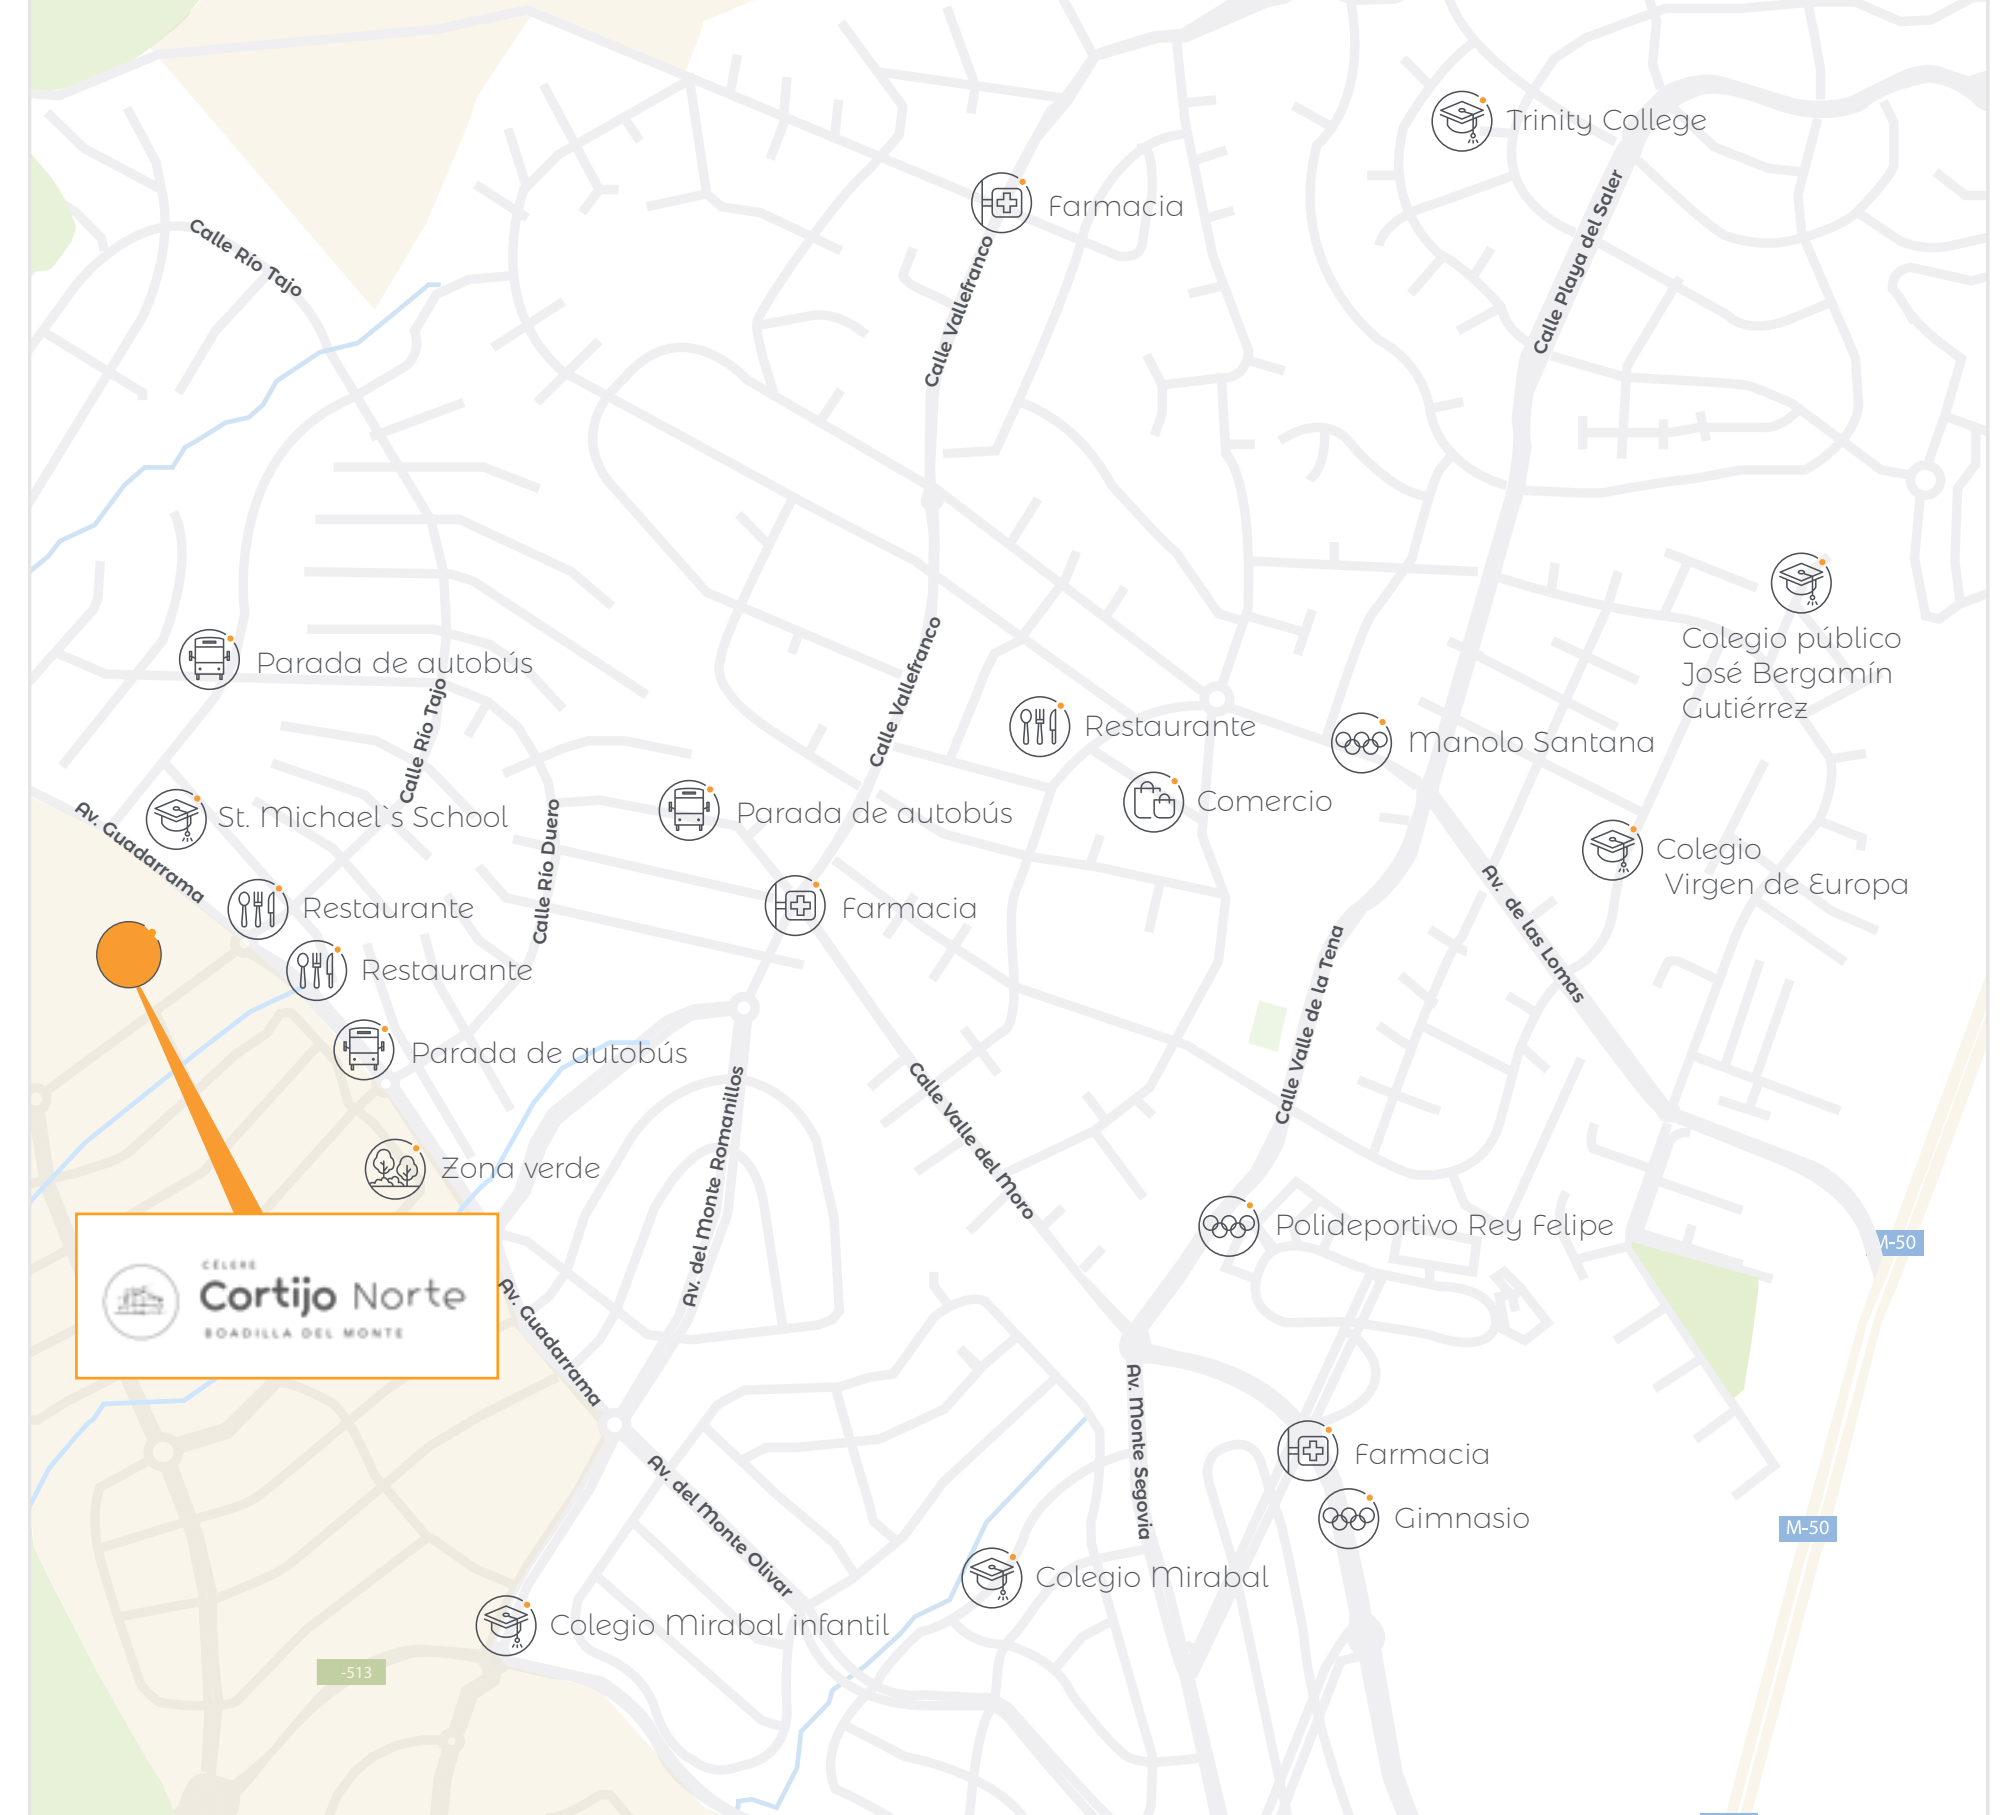 Trinity College
Farmacia
Calle Río Tajo
Calle Playa del Saler
Calle Vallefranco
Colegio público
José Bergamín
Gutiérrez
Parada de autobús
Calle Río Tajo
Calle Vallefranco
Restaurante
Manolo Santana
Comercio
St. Michael`s School
Av. Guadarrama
Calle Río Duero
Parada de autobús
Colegio
Virgen de Europa
Restaurante
Farmacia
Av. de las Lomas
Restaurante
Calle Valle de la Tena
Parada de autobús
Av. del Monte Romanillos
Calle Valle del Moro
Zona verde
Polideportivo Rey Felipe
M-50
CÉLERE
Cortijo Norte
BOADILLA DEL MONTE
Av. Guadarrama
Av. Monte Segovia
Farmacia
Av. del Monte Olivar
Gimnasio
M-50
Colegio Mirabal
Colegio Mirabal infantil
-513